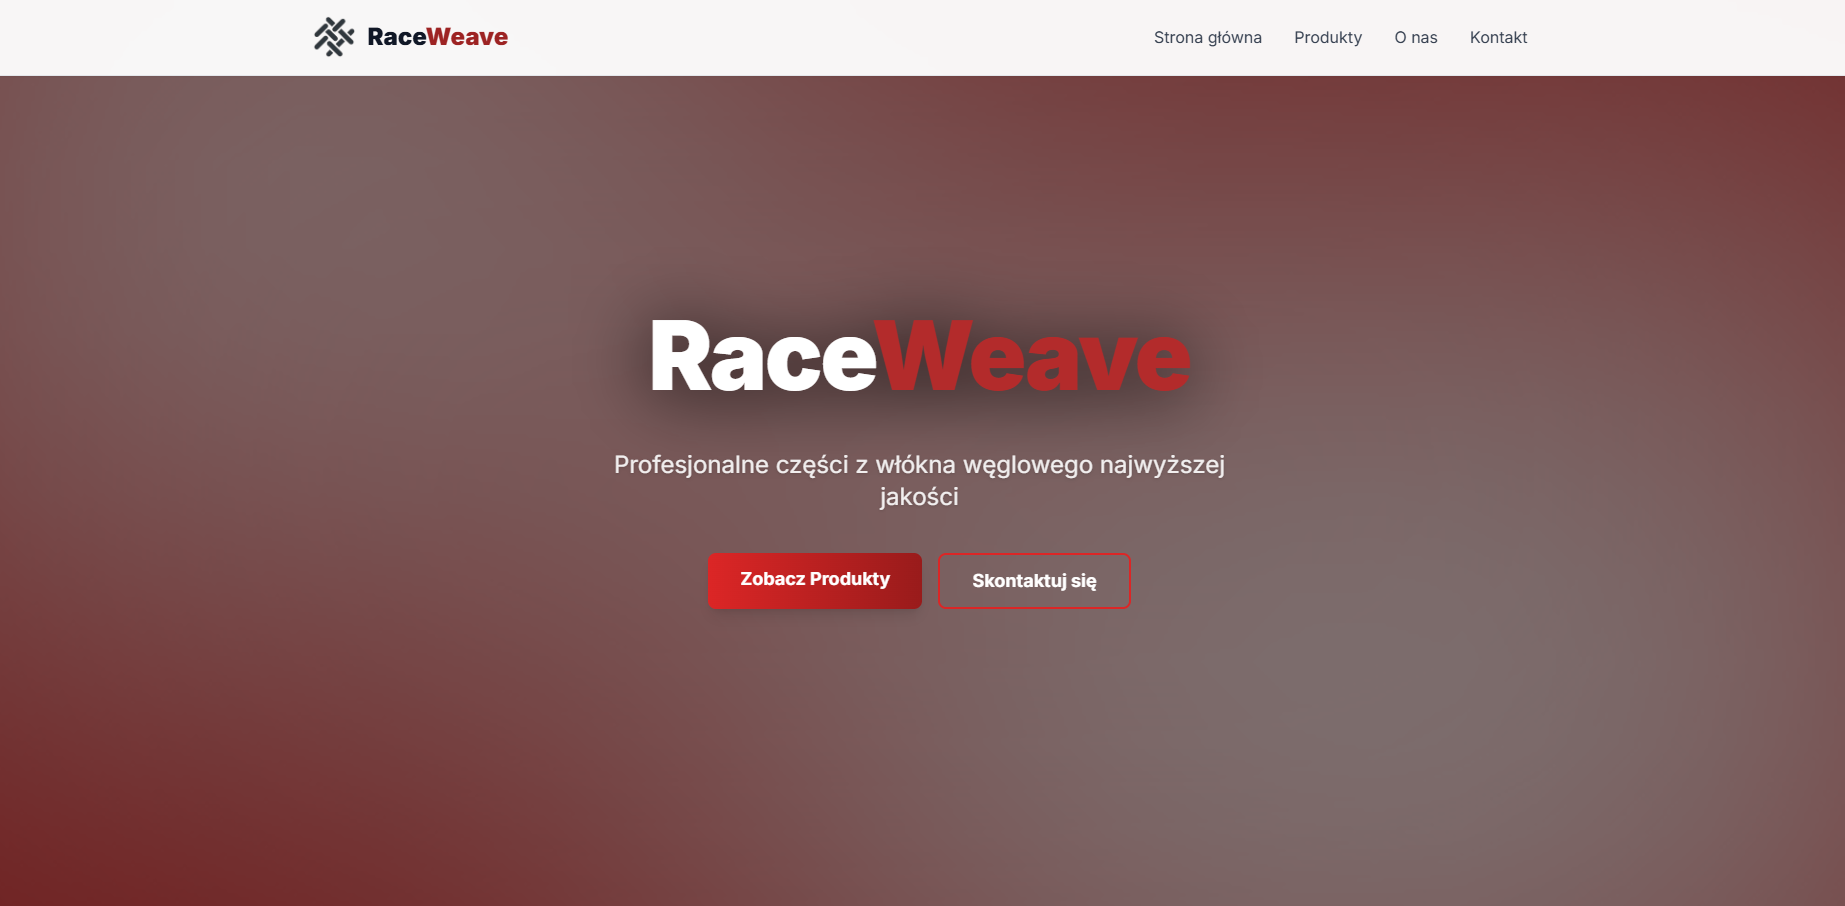 RaceWeave
Strona główna Produkty O nas Kontakt
RaceWeave
Profesjonalne części z włókna węglowego najwyższej
jakości
Zobacz Produkty
Skontaktuj się